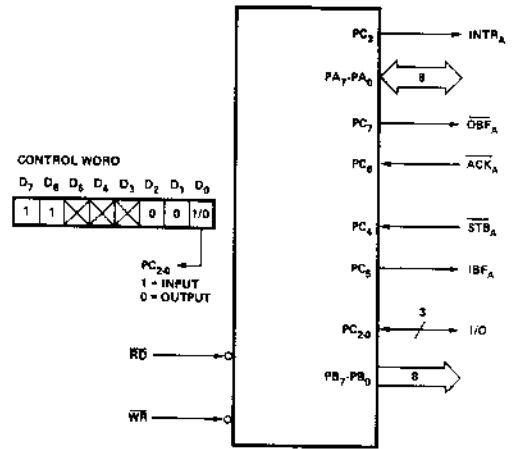 PC3 INTRA
PA7-PA0 8
PC7 OBFA
PC6 ACKA
CONTROL WORD
D7 D6 D5 D4 D3 D2 D1 D0
1 1 0 0 1/0
PC2-0
1 = INPUT
0 = OUTPUT
PC4 STBA
PC5 IBFA
3
PC2-0 I/O
RD
PB7-PB0 8
WR